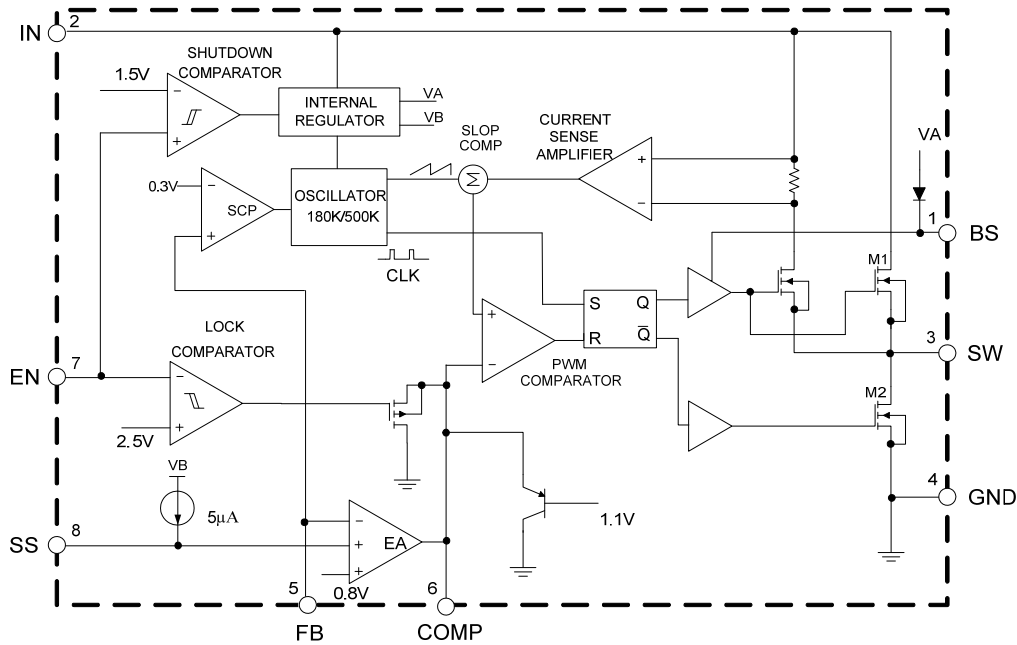 IN
2
SHUTDOWN
COMPARATOR
1.5V
−
+
INTERNAL
REGULATOR
VA
VB
SLOP
COMP
Σ
CURRENT
SENSE
AMPLIFIER
+
−
VA
0.3V
−
SCP
+
OSCILLATOR
180K/500K
CLK
1
BS
M1
LOCK
COMPARATOR
+
−
PWM
COMPARATOR
S
Q
R
Q̅
3
SW
EN
7
−
+
2.5V
M2
VB
5μA
4
GND
1.1V
SS
8
−
+
+
EA
0.8V
5
FB
6
COMP